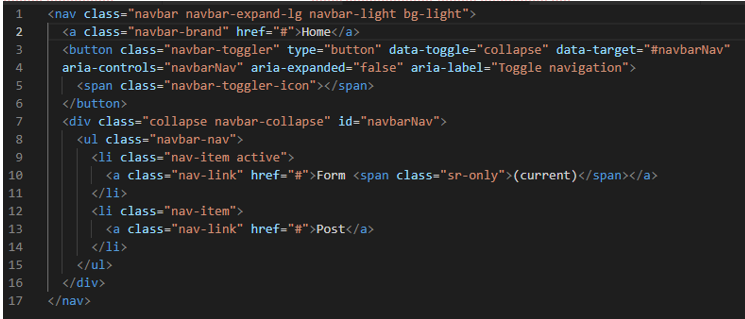 1 <nav class="navbar navbar-expand-lg navbar-light bg-light">
2   <a class="navbar-brand" href="#">Home</a>
3   <button class="navbar-toggler" type="button" data-toggle="collapse" data-target="#navbarNav"
4   aria-controls="navbarNav" aria-expanded="false" aria-label="Toggle navigation">
5     <span class="navbar-toggler-icon"></span>
6   </button>
7   <div class="collapse navbar-collapse" id="navbarNav">
8     <ul class="navbar-nav">
9       <li class="nav-item active">
10         <a class="nav-link" href="#">Form <span class="sr-only">(current)</span></a>
11       </li>
12       <li class="nav-item">
13         <a class="nav-link" href="#">Post</a>
14       </li>
15     </ul>
16   </div>
17 </nav>